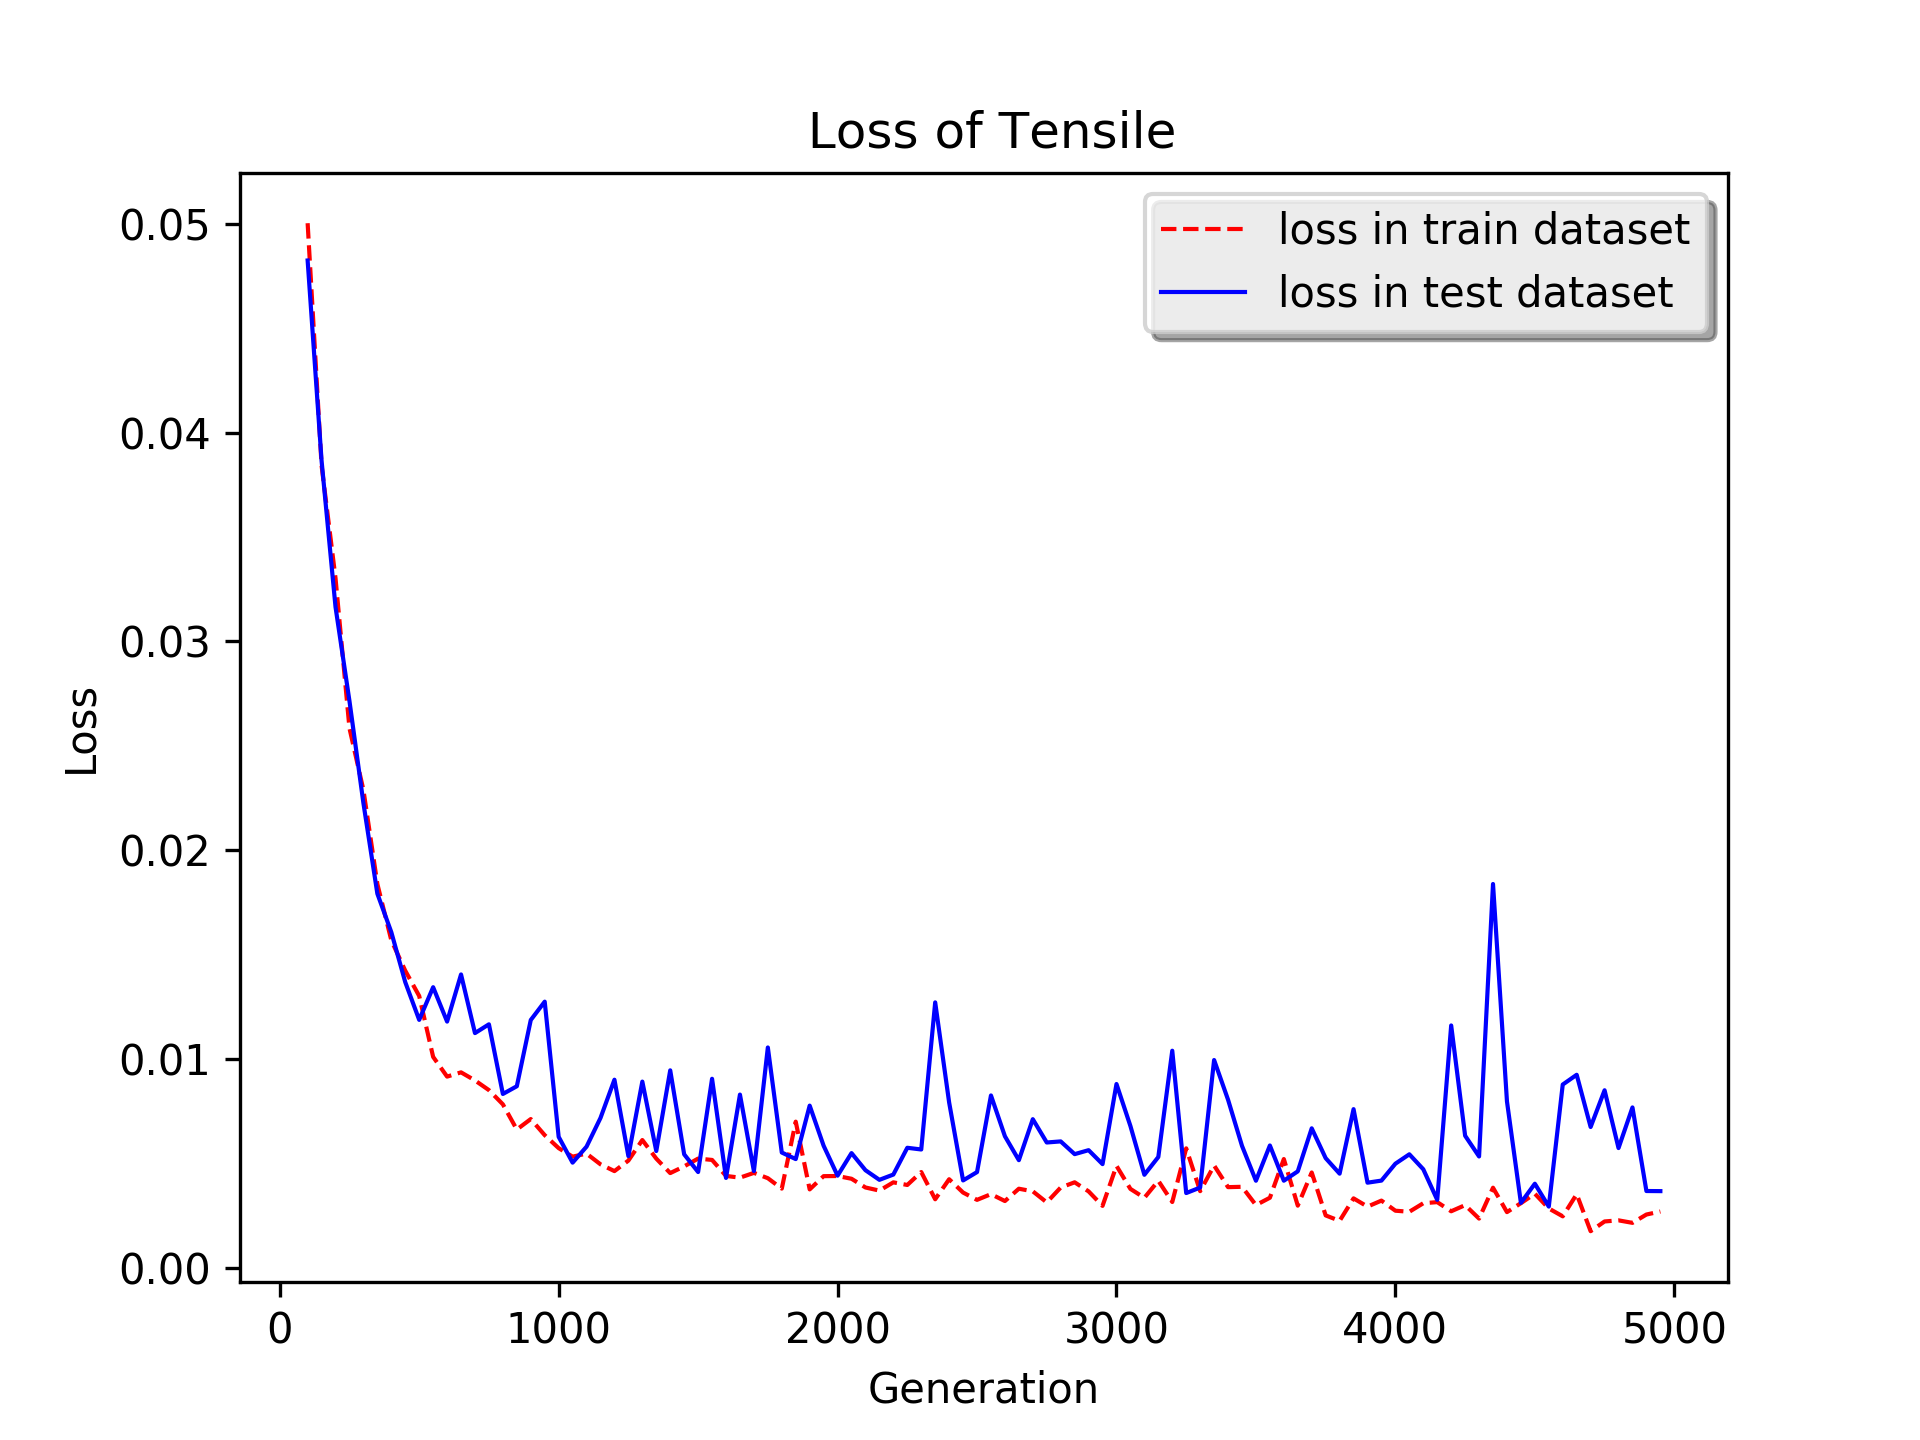 Loss of Tensile
loss in train dataset
loss in test dataset
0.05
0.04
0.03
0.02
0.01
0.00
Loss
0 1000 2000 3000 4000 5000
Generation